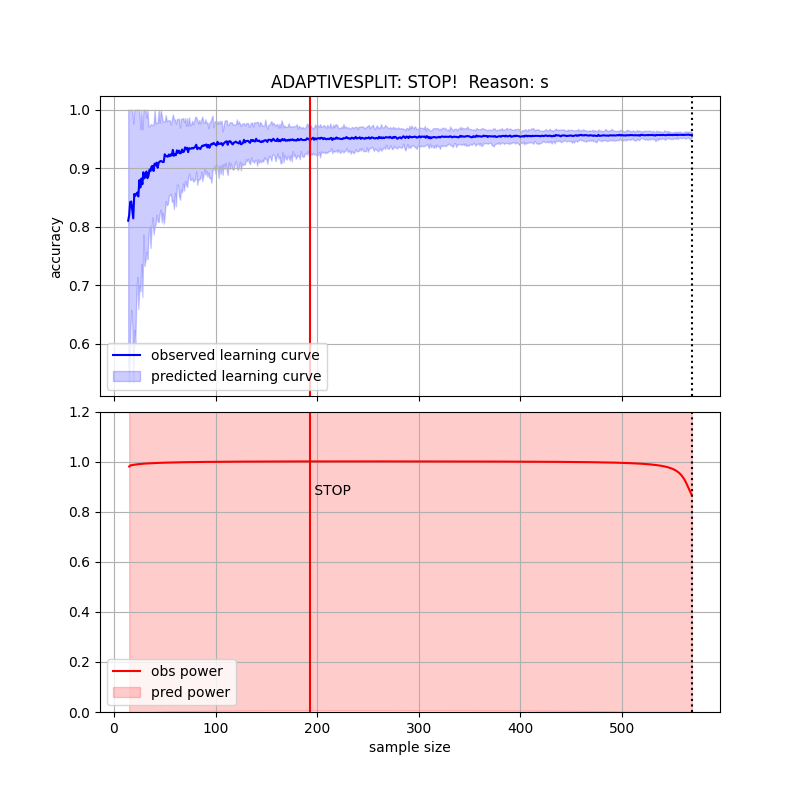 ADAPTIVESPLIT: STOP!  Reason: s
1.0
0.9
0.8
0.7
0.6
accuracy
observed learning curve
predicted learning curve
1.2
1.0
0.8
0.6
0.4
0.2
0.0
STOP
obs power
pred power
0
100
200
300
400
500
sample size